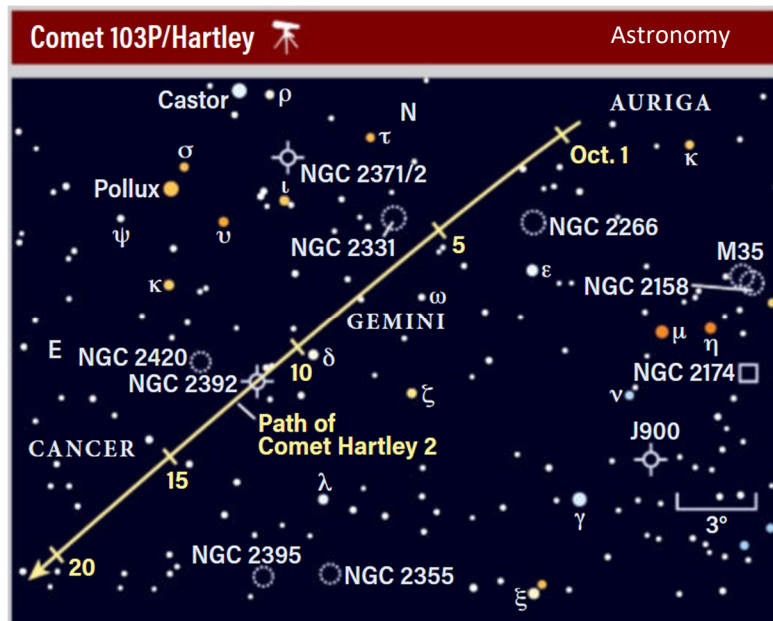 Comet 103P/Hartley
Astronomy
Castor
ρ
N
AURIGA
τ
Oct. 1
κ
σ
NGC 2371/2
Pollux
ι
ψ
υ
NGC 2331
5
NGC 2266
M35
ε
NGC 2158
κ
ω
GEMINI
μ
η
E
NGC 2420
10
δ
NGC 2392
NGC 2174
ζ
ν
Path of
Comet Hartley 2
CANCER
J900
15
λ
γ
3°
NGC 2395
20
NGC 2355
ξ